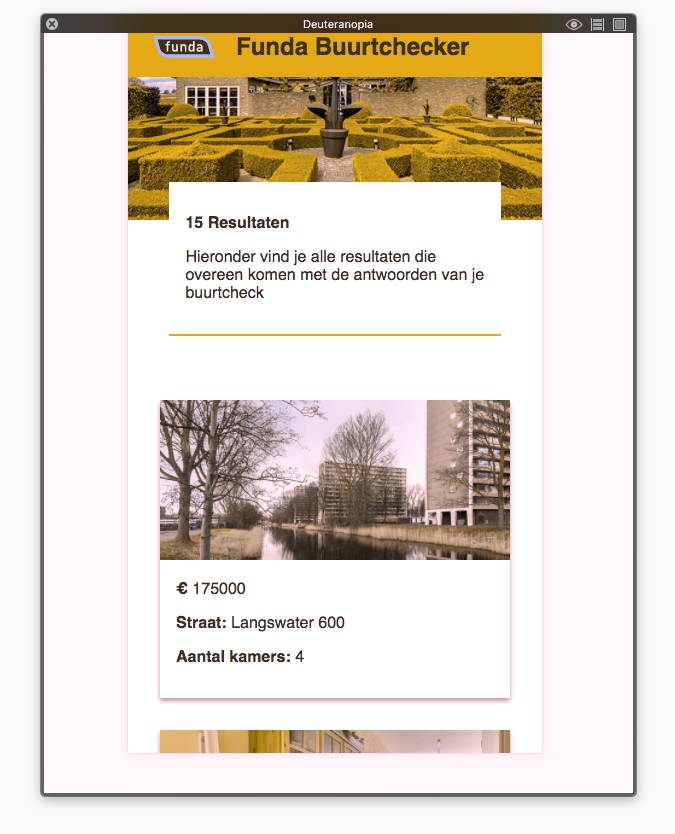 Deuteranopia
funda Funda Buurtchecker
15 Resultaten
Hieronder vind je alle resultaten die
overeen komen met de antwoorden van je
buurtcheck
€ 175000
Straat: Langswater 600
Aantal kamers: 4